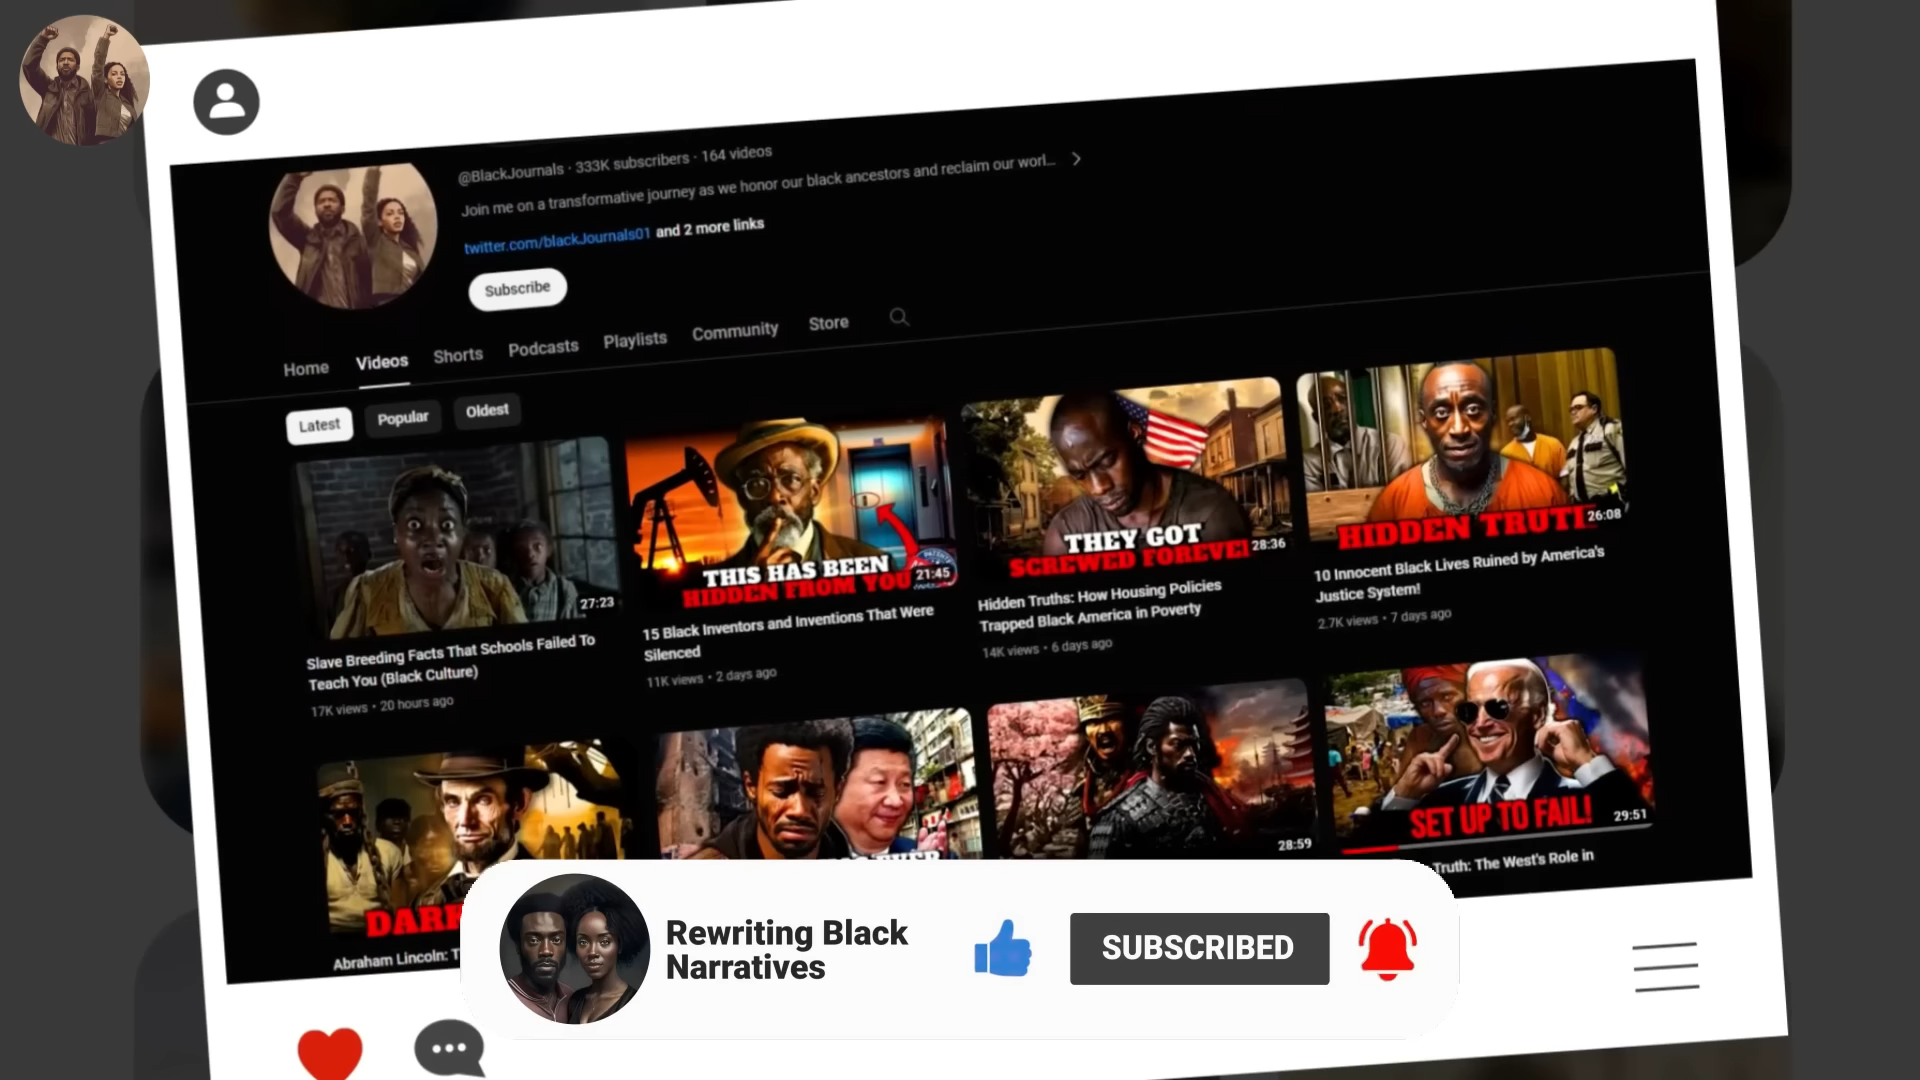 @BlackJournals · 333K subscribers · 164 videos
Join me on a transformative journey as we honor our black ancestors and reclaim our worl...
twitter.com/blackJournals01 and 2 more links
Subscribe
Home Videos Shorts Podcasts Playlists Community Store
Latest Popular Oldest
27:23
Slave Breeding Facts That Schools Failed To
Teach You (Black Culture)
17K views • 20 hours ago
THIS HAS BEEN
HIDDEN FROM YOU
21:45
15 Black Inventors and Inventions That Were
Silenced
11K views • 2 days ago
THEY GOT
SCREWED FOREVE
28:36
Hidden Truths: How Housing Policies
Trapped Black America in Poverty
14K views • 6 days ago
HIDDEN TRUT
26:08
10 Innocent Black Lives Ruined by America's
Justice System!
2.7K views • 7 days ago
DARK
Abraham Lincoln: T
28:59
SET UP TO FAIL!
29:51
Truth: The West's Role in
Rewriting Black
Narratives
SUBSCRIBED